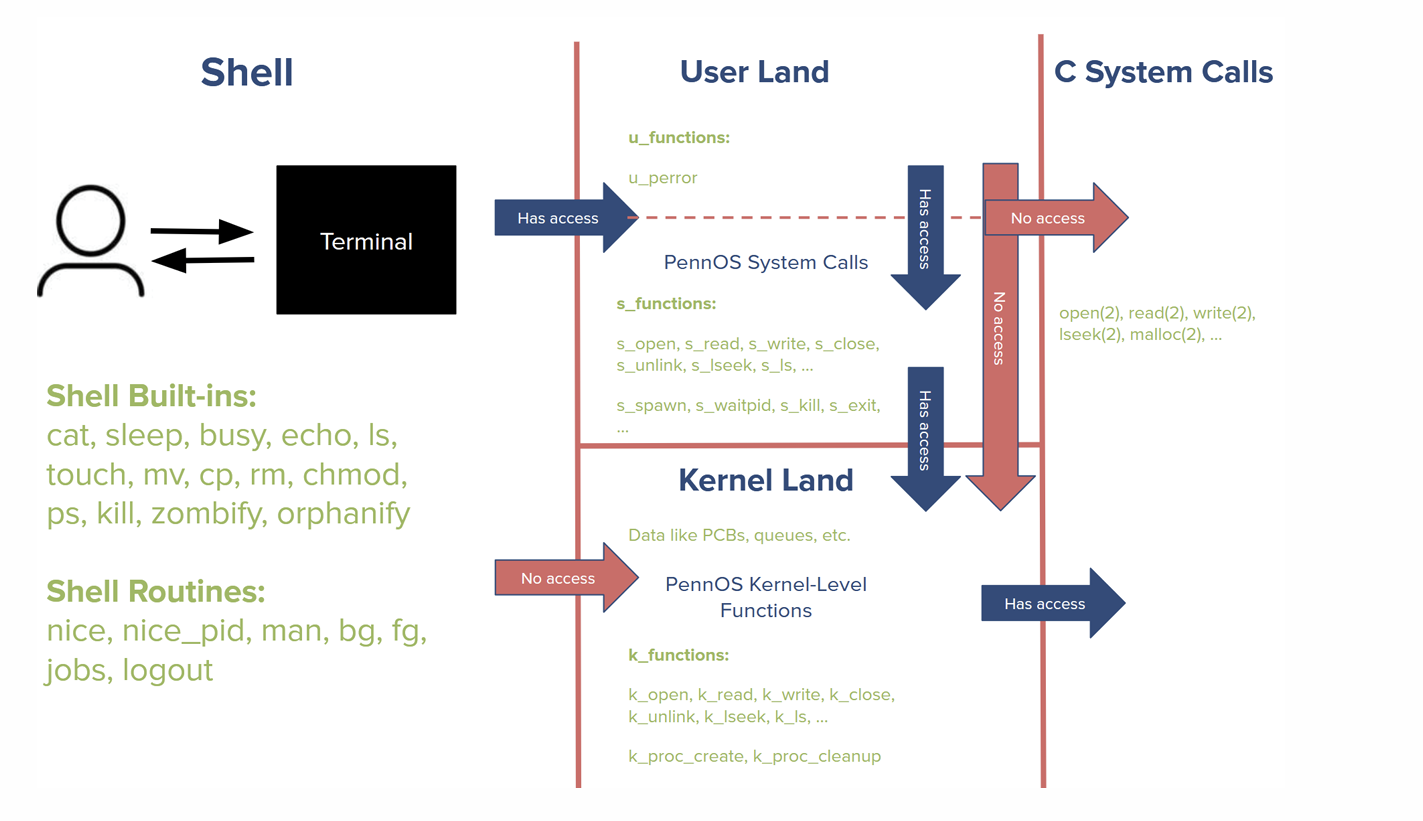 Shell
Terminal
Shell Built-ins:
cat, sleep, busy, echo, ls,
touch, mv, cp, rm, chmod,
ps, kill, zombify, orphanify
Shell Routines:
nice, nice_pid, man, bg, fg,
jobs, logout
Has access
No access
User Land
u_functions:
u_perror
PennOS System Calls
s_functions:
s_open, s_read, s_write, s_close,
s_unlink, s_lseek, s_ls, ...
s_spawn, s_waitpid, s_kill, s_exit,
...
Has access
Has access
No access
Kernel Land
Data like PCBs, queues, etc.
PennOS Kernel-Level
Functions
k_functions:
k_open, k_read, k_write, k_close,
k_unlink, k_lseek, k_ls, ...
k_proc_create, k_proc_cleanup
C System Calls
No access
open(2), read(2), write(2),
lseek(2), malloc(2), ...
Has access